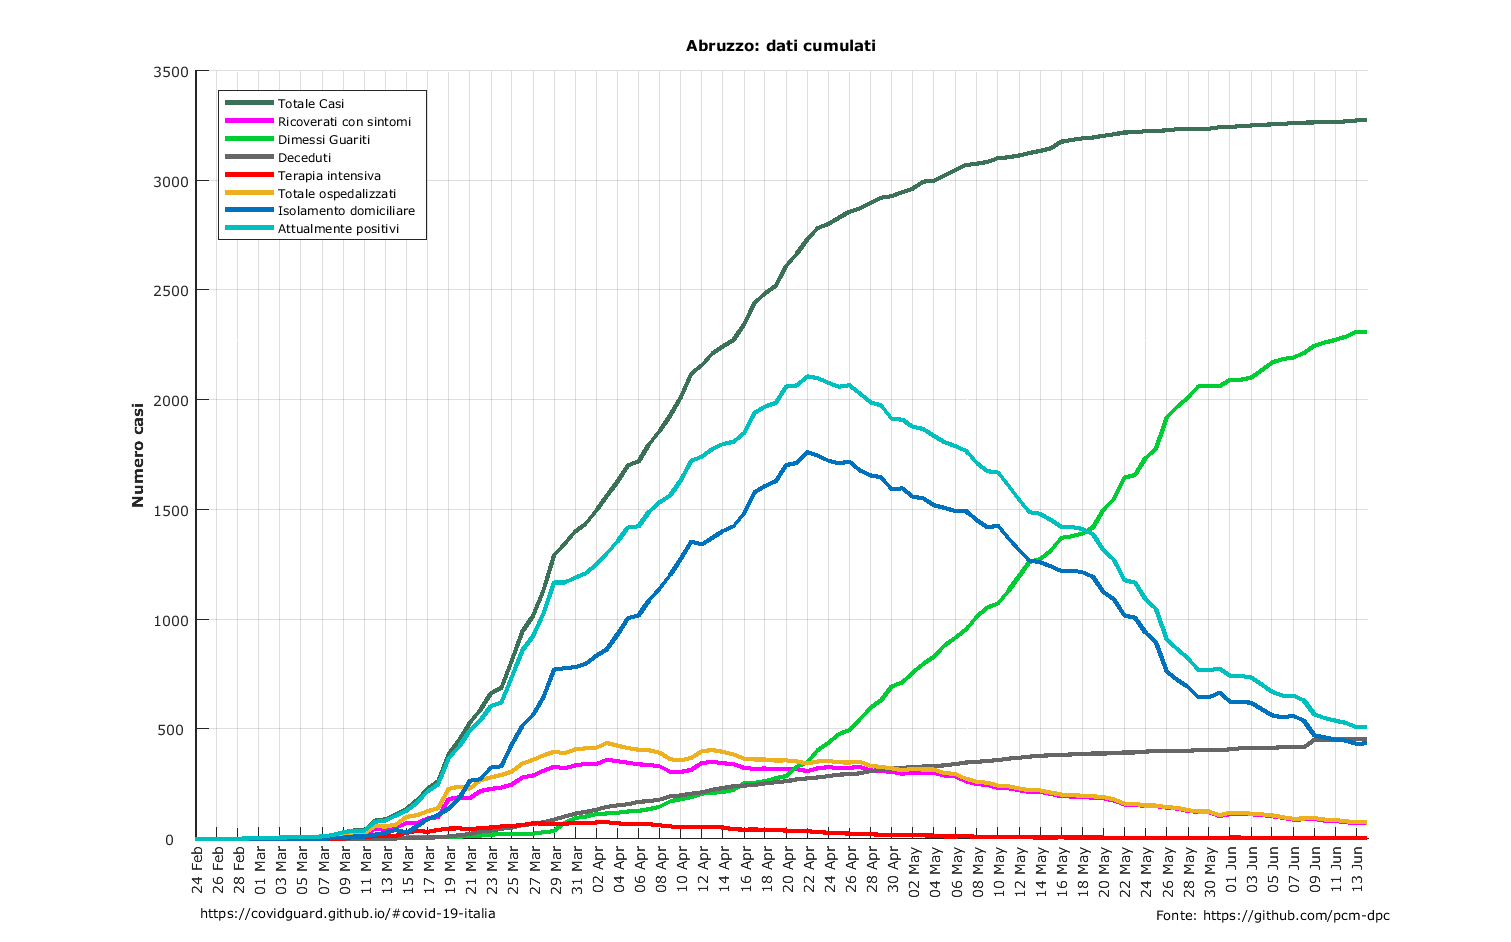 Abruzzo: dati cumulati
3500
3000
2500
2000
1500
1000
500
0
Numero casi
Totale Casi
Ricoverati con sintomi
Dimessi Guariti
Deceduti
Terapia intensiva
Totale ospedalizzati
Isolamento domiciliare
Attualmente positivi
24 Feb
26 Feb
28 Feb
01 Mar
03 Mar
05 Mar
07 Mar
09 Mar
11 Mar
13 Mar
15 Mar
17 Mar
19 Mar
21 Mar
23 Mar
25 Mar
27 Mar
29 Mar
31 Mar
02 Apr
04 Apr
06 Apr
08 Apr
10 Apr
12 Apr
14 Apr
16 Apr
18 Apr
20 Apr
22 Apr
24 Apr
26 Apr
28 Apr
30 Apr
02 May
04 May
06 May
08 May
10 May
12 May
14 May
16 May
18 May
20 May
22 May
24 May
26 May
28 May
30 May
01 Jun
03 Jun
05 Jun
07 Jun
09 Jun
11 Jun
13 Jun
https://covidguard.github.io/#covid-19-italia
Fonte: https://github.com/pcm-dpc